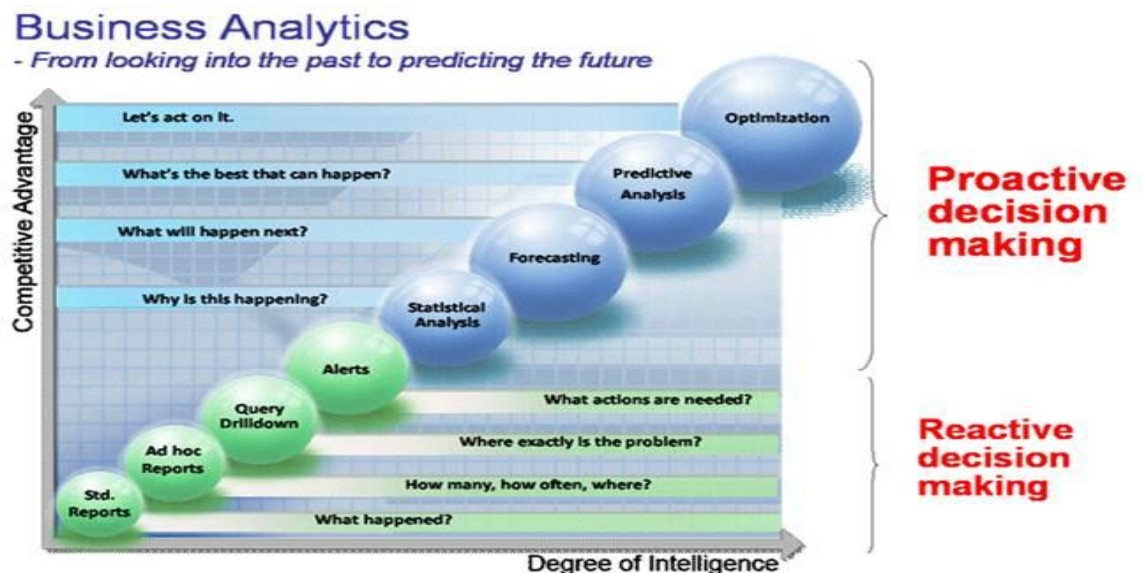 Business Analytics
- From looking into the past to predicting the future
Competitive Advantage
Let's act on it.
Optimization
What's the best that can happen?
Predictive
Analysis
What will happen next?
Forecasting
Why is this happening?
Statistical
Analysis
Alerts
What actions are needed?
Query
Drilldown
Where exactly is the problem?
Ad hoc
Reports
How many, how often, where?
Std.
Reports
What happened?
Degree of Intelligence
Proactive
decision
making
Reactive
decision
making